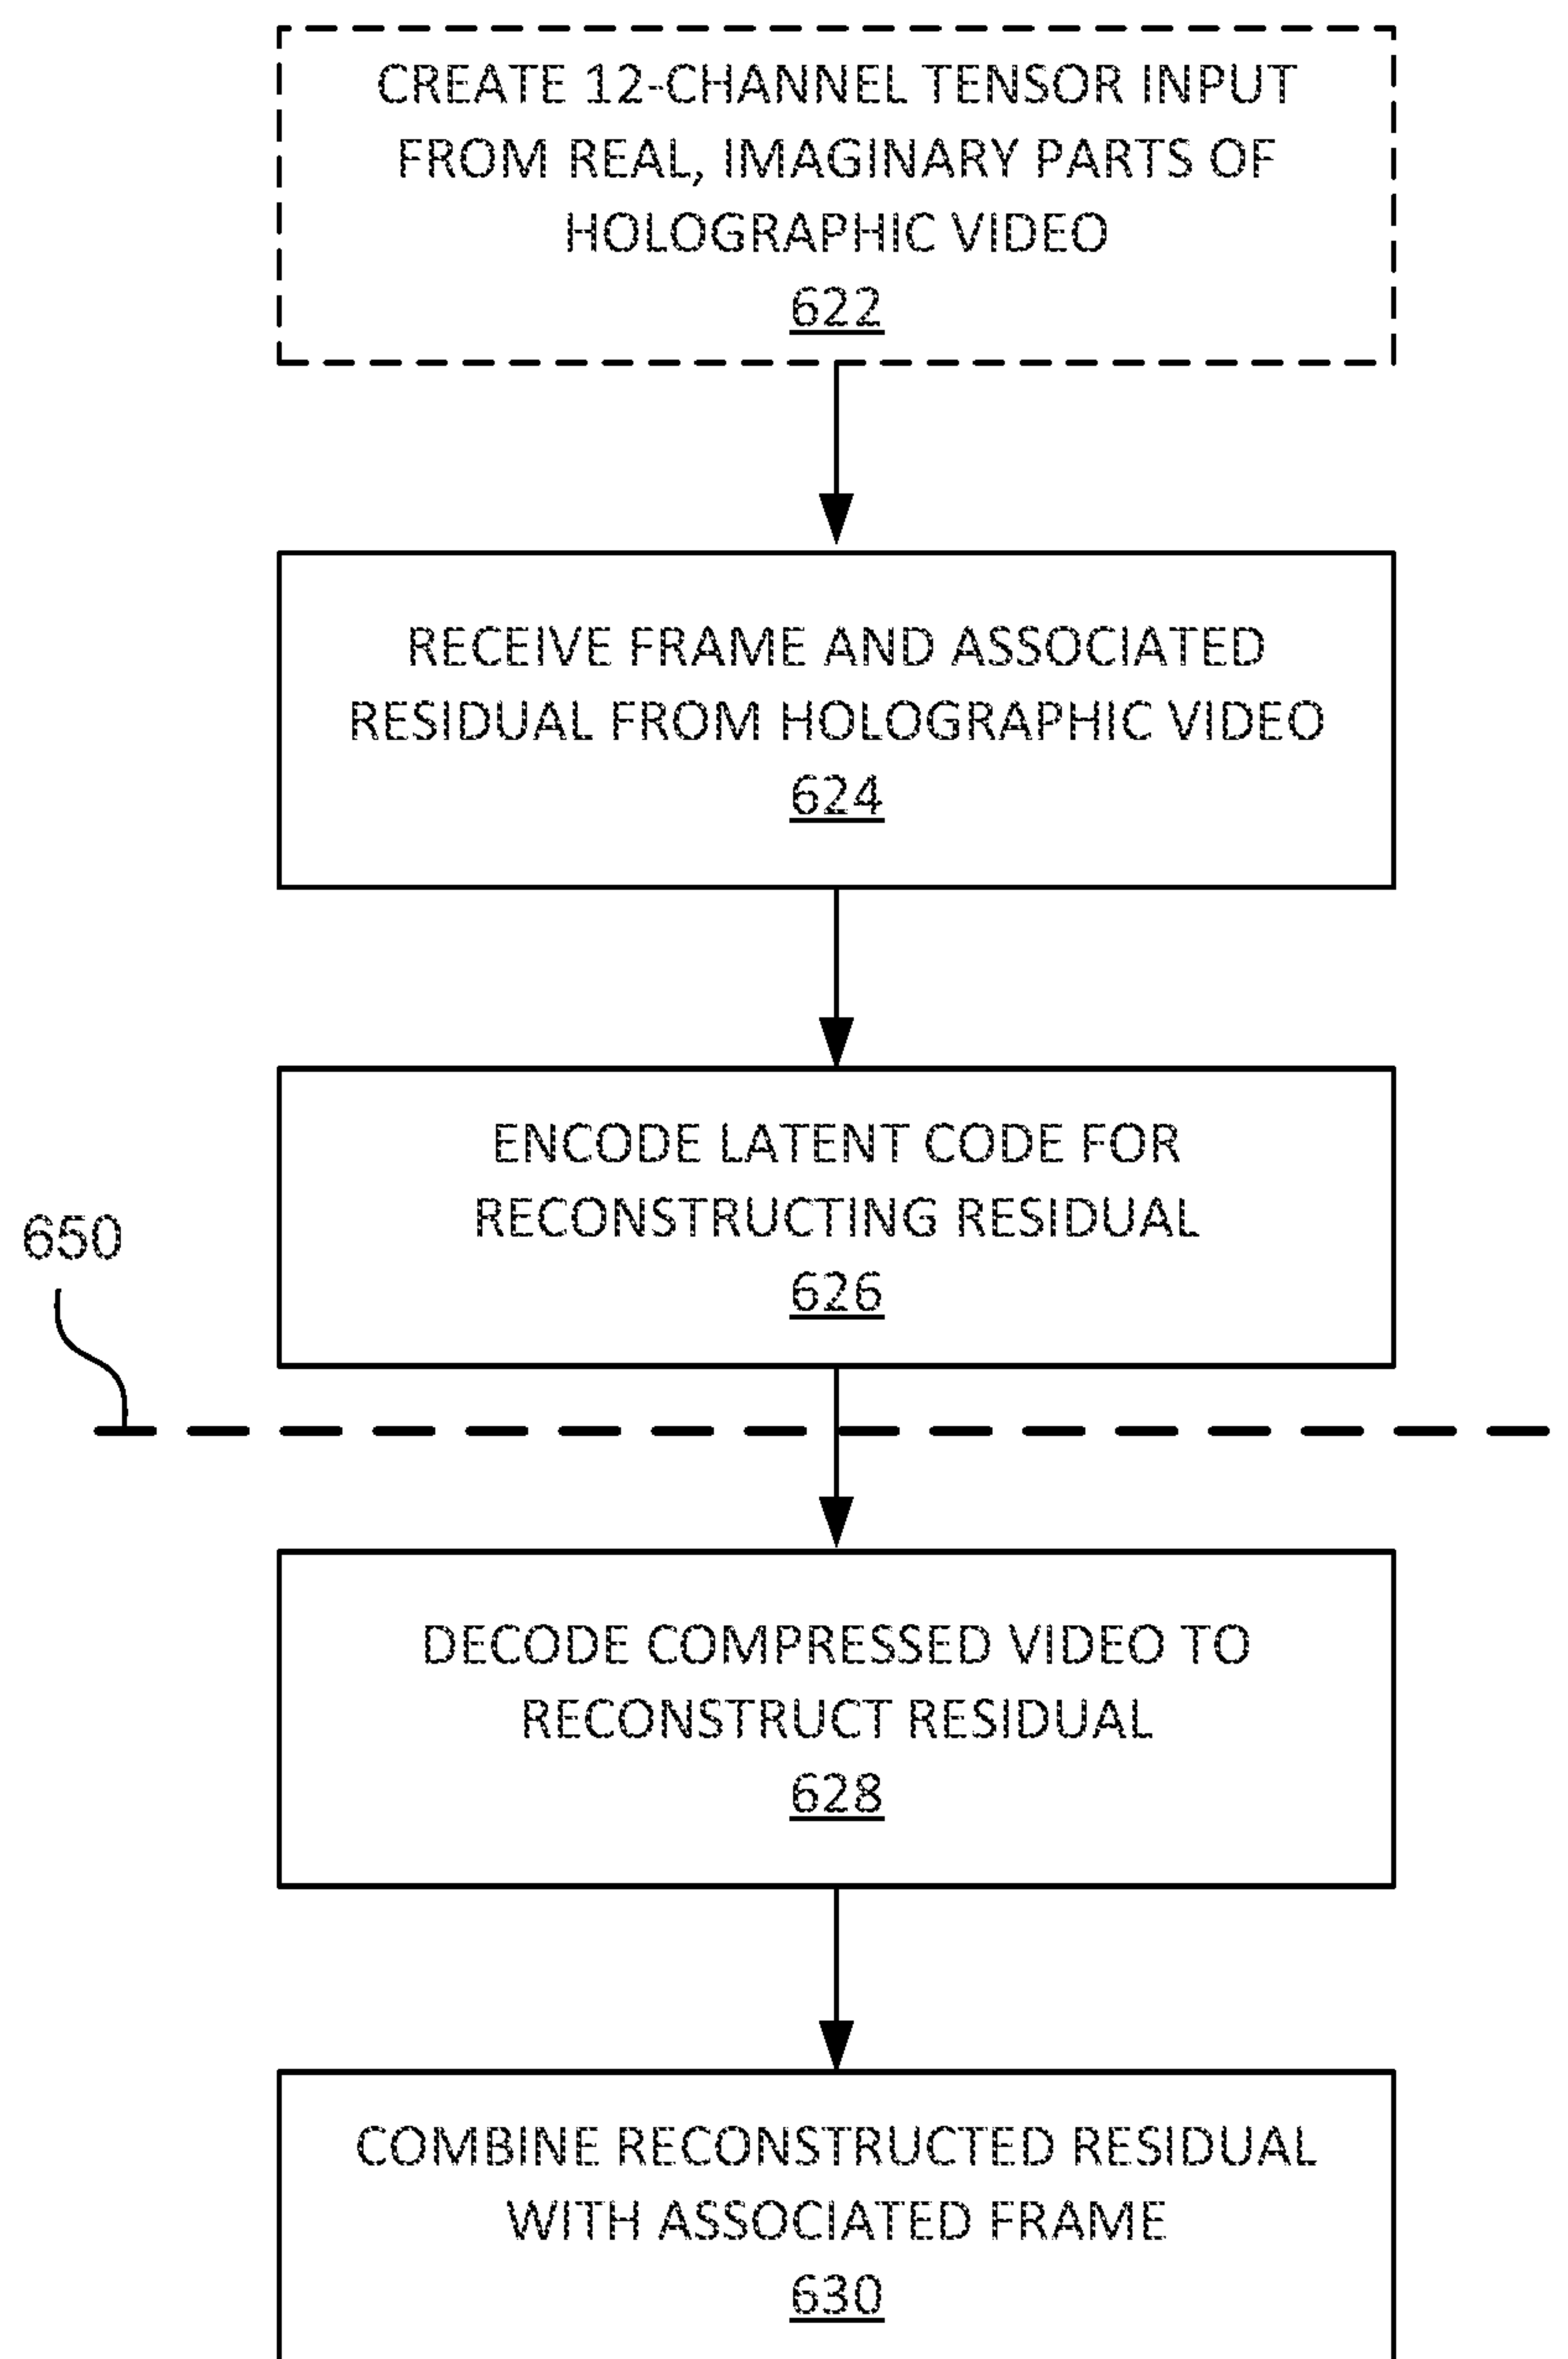 CREATE 12-CHANNEL TENSOR INPUT
FROM REAL, IMAGINARY PARTS OF
HOLOGRAPHIC VIDEO
622
RECEIVE FRAME AND ASSOCIATED
RESIDUAL FROM HOLOGRAPHIC VIDEO
624
ENCODE LATENT CODE FOR
RECONSTRUCTING RESIDUAL
626
650
DECODE COMPRESSED VIDEO TO
RECONSTRUCT RESIDUAL
628
COMBINE RECONSTRUCTED RESIDUAL
WITH ASSOCIATED FRAME
630